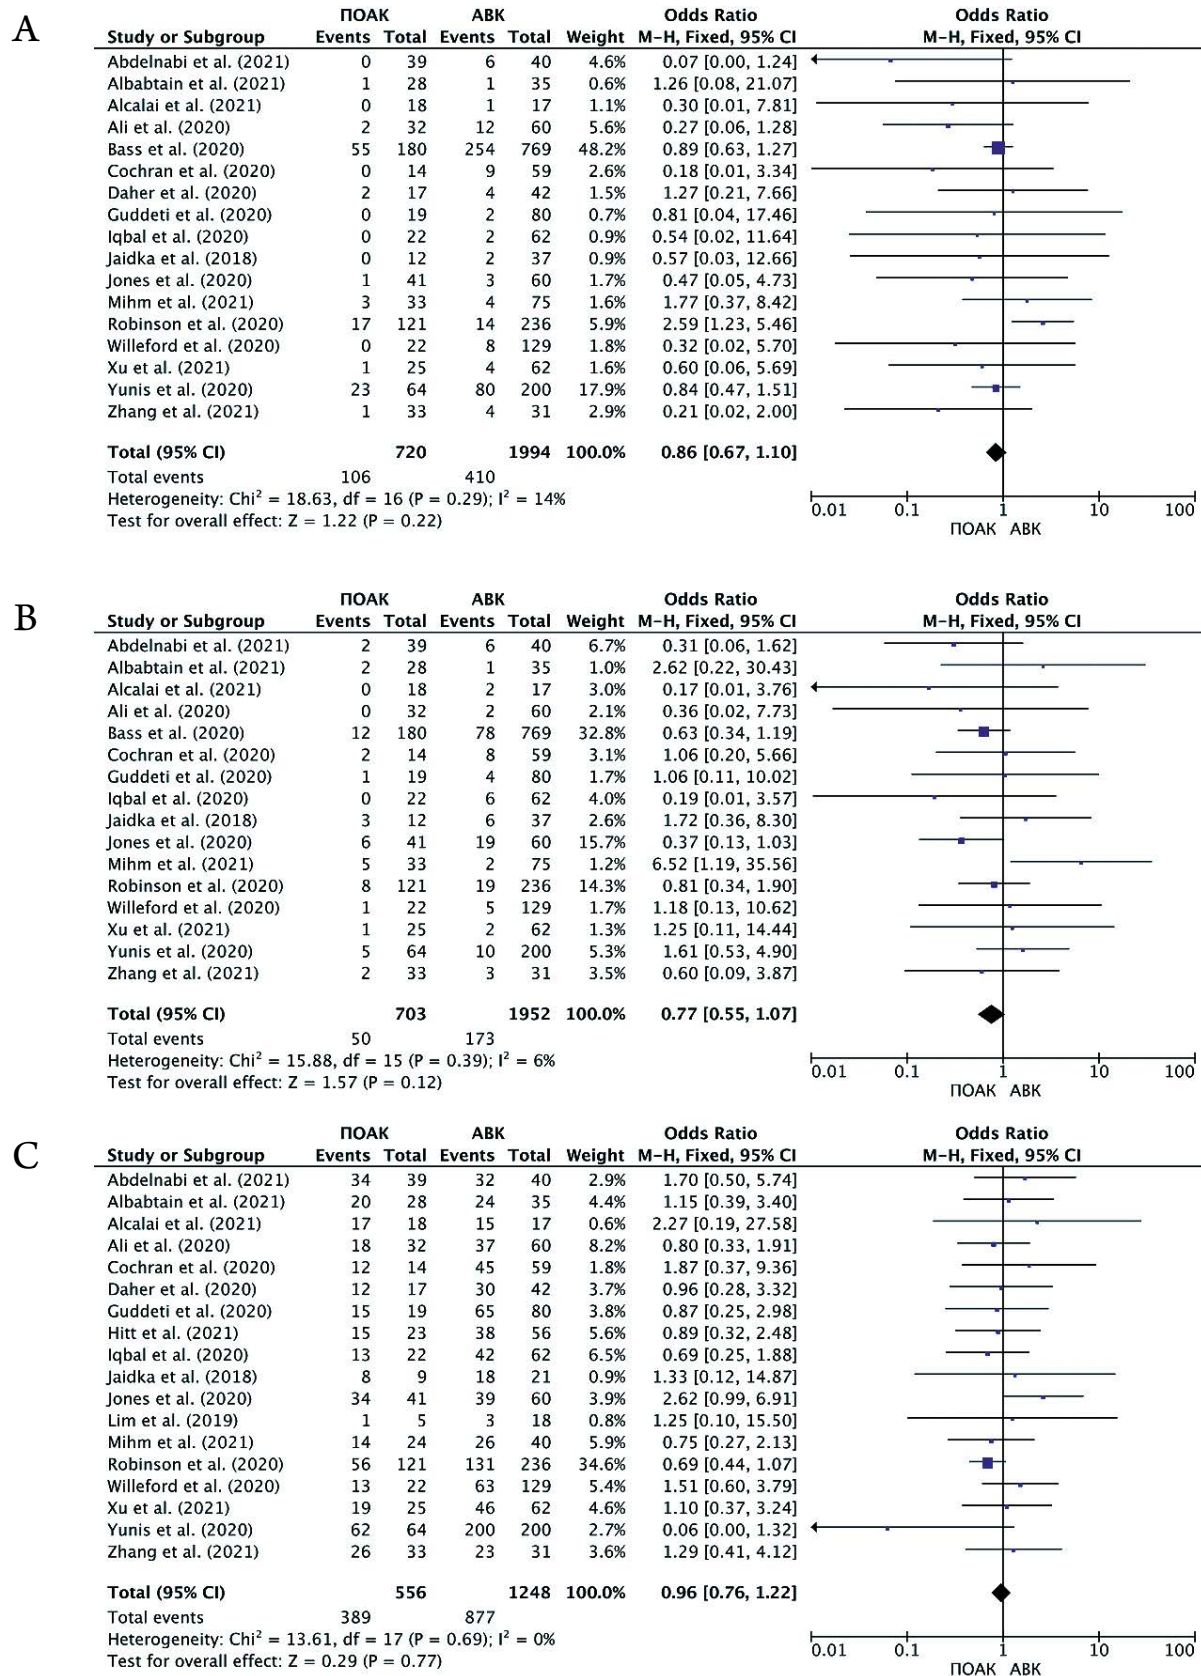 A
ПОАК АВК Odds Ratio Odds Ratio
Study or Subgroup Events Total Events Total Weight M-H, Fixed, 95% CI M-H, Fixed, 95% CI
Abdelnabi et al. (2021) 0 39 6 40 4.6% 0.07 [0.00, 1.24]
Albabtain et al. (2021) 1 28 1 35 0.6% 1.26 [0.08, 21.07]
Alcalai et al. (2021) 0 18 1 17 1.1% 0.30 [0.01, 7.81]
Ali et al. (2020) 2 32 12 60 5.6% 0.27 [0.06, 1.28]
Bass et al. (2020) 55 180 254 769 48.2% 0.89 [0.63, 1.27]
Cochran et al. (2020) 0 14 9 59 2.6% 0.18 [0.01, 3.34]
Daher et al. (2020) 2 17 4 42 1.5% 1.27 [0.21, 7.66]
Guddeti et al. (2020) 0 19 2 80 0.7% 0.81 [0.04, 17.46]
Iqbal et al. (2020) 0 22 2 62 0.9% 0.54 [0.02, 11.64]
Jaidka et al. (2018) 0 12 2 37 0.9% 0.57 [0.03, 12.66]
Jones et al. (2020) 1 41 3 60 1.7% 0.47 [0.05, 4.73]
Mihm et al. (2021) 3 33 4 75 1.6% 1.77 [0.37, 8.42]
Robinson et al. (2020) 17 121 14 236 5.9% 2.59 [1.23, 5.46]
Willeford et al. (2020) 0 22 8 129 1.8% 0.32 [0.02, 5.70]
Xu et al. (2021) 1 25 4 62 1.6% 0.60 [0.06, 5.69]
Yunis et al. (2020) 23 64 80 200 17.9% 0.84 [0.47, 1.51]
Zhang et al. (2021) 1 33 4 31 2.9% 0.21 [0.02, 2.00]
Total (95% CI) 720 1994 100.0% 0.86 [0.67, 1.10]
Total events 106 410
Heterogeneity: Chi² = 18.63, df = 16 (P = 0.29); I² = 14%
Test for overall effect: Z = 1.22 (P = 0.22)
0.01 0.1 1 10 100
ПОАК АВК
B
ПОАК АВК Odds Ratio Odds Ratio
Study or Subgroup Events Total Events Total Weight M-H, Fixed, 95% CI M-H, Fixed, 95% CI
Abdelnabi et al. (2021) 2 39 6 40 6.7% 0.31 [0.06, 1.62]
Albabtain et al. (2021) 2 28 1 35 1.0% 2.62 [0.22, 30.43]
Alcalai et al. (2021) 0 18 2 17 3.0% 0.17 [0.01, 3.76]
Ali et al. (2020) 0 32 2 60 2.1% 0.36 [0.02, 7.73]
Bass et al. (2020) 12 180 78 769 32.8% 0.63 [0.34, 1.19]
Cochran et al. (2020) 2 14 8 59 3.1% 1.06 [0.20, 5.66]
Guddeti et al. (2020) 1 19 4 80 1.7% 1.06 [0.11, 10.02]
Iqbal et al. (2020) 0 22 6 62 4.0% 0.19 [0.01, 3.57]
Jaidka et al. (2018) 3 12 6 37 2.6% 1.72 [0.36, 8.30]
Jones et al. (2020) 6 41 19 60 15.7% 0.37 [0.13, 1.03]
Mihm et al. (2021) 5 33 2 75 1.2% 6.52 [1.19, 35.56]
Robinson et al. (2020) 8 121 19 236 14.3% 0.81 [0.34, 1.90]
Willeford et al. (2020) 1 22 5 129 1.7% 1.18 [0.13, 10.62]
Xu et al. (2021) 1 25 2 62 1.3% 1.25 [0.11, 14.44]
Yunis et al. (2020) 5 64 10 200 5.3% 1.61 [0.53, 4.90]
Zhang et al. (2021) 2 33 3 31 3.5% 0.60 [0.09, 3.87]
Total (95% CI) 703 1952 100.0% 0.77 [0.55, 1.07]
Total events 50 173
Heterogeneity: Chi² = 15.88, df = 15 (P = 0.39); I² = 6%
Test for overall effect: Z = 1.57 (P = 0.12)
0.01 0.1 1 10 100
ПОАК АВК
C
ПОАК АВК Odds Ratio Odds Ratio
Study or Subgroup Events Total Events Total Weight M-H, Fixed, 95% CI M-H, Fixed, 95% CI
Abdelnabi et al. (2021) 34 39 32 40 2.9% 1.70 [0.50, 5.74]
Albabtain et al. (2021) 20 28 24 35 4.4% 1.15 [0.39, 3.40]
Alcalai et al. (2021) 17 18 15 17 0.6% 2.27 [0.19, 27.58]
Ali et al. (2020) 18 32 37 60 8.2% 0.80 [0.33, 1.91]
Cochran et al. (2020) 12 14 45 59 1.8% 1.87 [0.37, 9.36]
Daher et al. (2020) 12 17 30 42 3.7% 0.96 [0.28, 3.32]
Guddeti et al. (2020) 15 19 65 80 3.8% 0.87 [0.25, 2.98]
Hitt et al. (2021) 15 23 38 56 5.6% 0.89 [0.32, 2.48]
Iqbal et al. (2020) 13 22 42 62 6.5% 0.69 [0.25, 1.88]
Jaidka et al. (2018) 8 9 18 21 0.9% 1.33 [0.12, 14.87]
Jones et al. (2020) 34 41 39 60 3.9% 2.62 [0.99, 6.91]
Lim et al. (2019) 1 5 3 18 0.8% 1.25 [0.10, 15.50]
Mihm et al. (2021) 14 24 26 40 5.9% 0.75 [0.27, 2.13]
Robinson et al. (2020) 56 121 131 236 34.6% 0.69 [0.44, 1.07]
Willeford et al. (2020) 13 22 63 129 5.4% 1.51 [0.60, 3.79]
Xu et al. (2021) 19 25 46 62 4.6% 1.10 [0.37, 3.24]
Yunis et al. (2020) 62 64 200 200 2.7% 0.06 [0.00, 1.32]
Zhang et al. (2021) 26 33 23 31 3.6% 1.29 [0.41, 4.12]
Total (95% CI) 556 1248 100.0% 0.96 [0.76, 1.22]
Total events 389 877
Heterogeneity: Chi² = 13.61, df = 17 (P = 0.69); I² = 0%
Test for overall effect: Z = 0.29 (P = 0.77)
0.01 0.1 1 10 100
ПОАК АВК